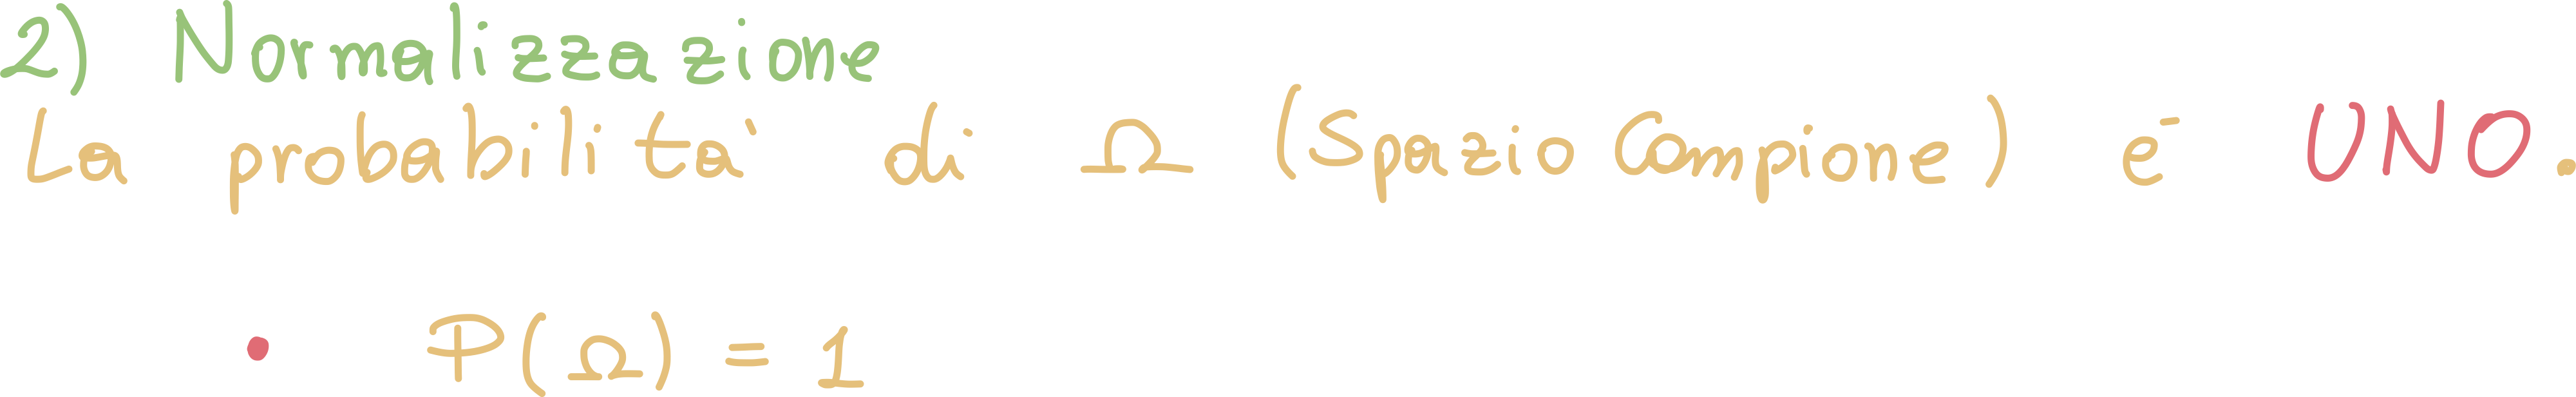 2) Normalizzazione
La probabilità di Ω (Spazio Campione) è UNO.
• P(Ω) = 1